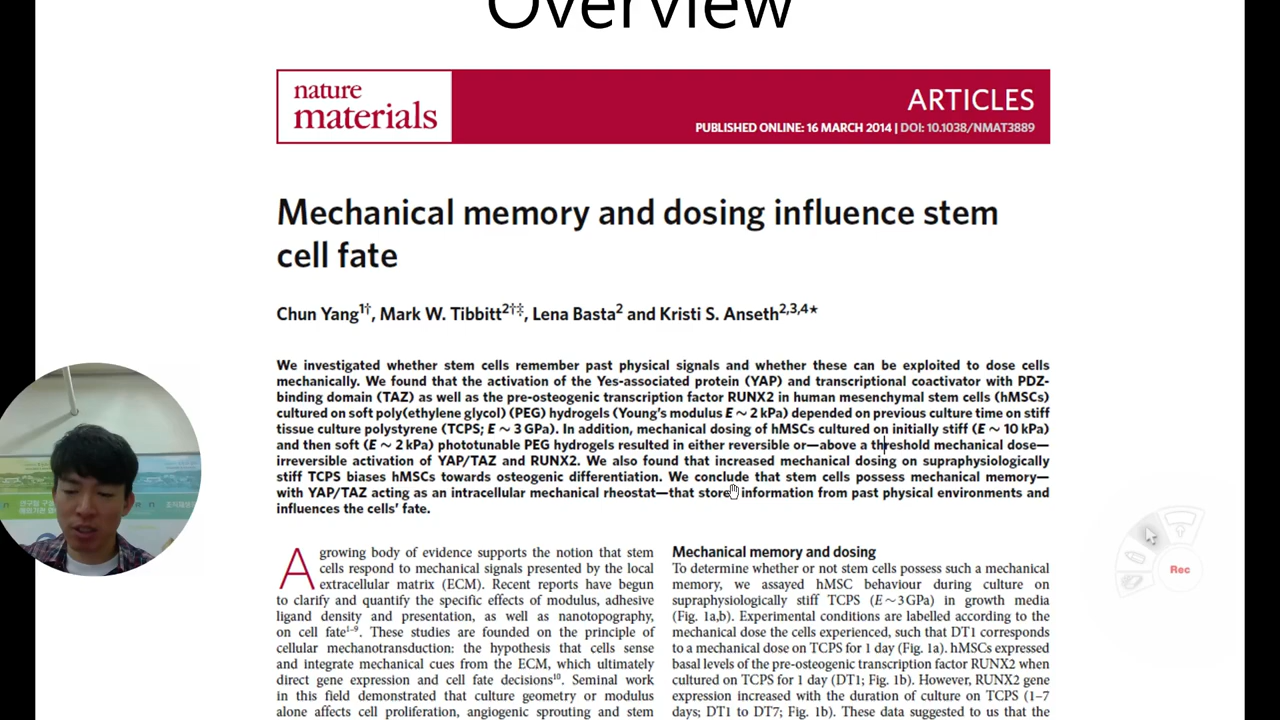 Overview
nature
materials
ARTICLES
PUBLISHED ONLINE: 16 MARCH 2014 | DOI: 10.1038/NMAT3889
Mechanical memory and dosing influence stem
cell fate
Chun Yang1†, Mark W. Tibbitt2†‡, Lena Basta2 and Kristi S. Anseth2,3,4★
We investigated whether stem cells remember past physical signals and whether these can be exploited to dose cells
mechanically. We found that the activation of the Yes-associated protein (YAP) and transcriptional coactivator with PDZ-
binding domain (TAZ) as well as the pre-osteogenic transcription factor RUNX2 in human mesenchymal stem cells (hMSCs)
cultured on soft poly(ethylene glycol) (PEG) hydrogels (Young's modulus E ∼ 2 kPa) depended on previous culture time on stiff
tissue culture polystyrene (TCPS; E ∼ 3 GPa). In addition, mechanical dosing of hMSCs cultured on initially stiff (E ∼ 10 kPa)
and then soft (E ∼ 2 kPa) phototunable PEG hydrogels resulted in either reversible or—above a threshold mechanical dose—
irreversible activation of YAP/TAZ and RUNX2. We also found that increased mechanical dosing on supraphysiologically
stiff TCPS biases hMSCs towards osteogenic differentiation. We conclude that stem cells possess mechanical memory—
with YAP/TAZ acting as an intracellular mechanical rheostat—that stores information from past physical environments and
influences the cells' fate.
A growing body of evidence supports the notion that stem
cells respond to mechanical signals presented by the local
extracellular matrix (ECM). Recent reports have begun
to clarify and quantify the specific effects of modulus, adhesive
ligand density and presentation, as well as nanotopography,
on cell fate1–9. These studies are founded on the principle of
cellular mechanotransduction: the hypothesis that cells sense
and integrate mechanical cues from the ECM, which ultimately
direct gene expression and cell fate decisions10. Seminal work
in this field demonstrated that culture geometry or modulus
alone affects cell proliferation, angiogenic sprouting and stem
Mechanical memory and dosing
To determine whether or not stem cells possess such a mechanical
memory, we assayed hMSC behaviour during culture on
supraphysiologically stiff TCPS (E ∼ 3 GPa) in growth media
(Fig. 1a,b). Experimental conditions are labelled according to the
mechanical dose the cells experienced, such that DT1 corresponds
to a mechanical dose on TCPS for 1 day (Fig. 1a). hMSCs expressed
basal levels of the pre-osteogenic transcription factor RUNX2 when
cultured on TCPS for 1 day (DT1; Fig. 1b). However, RUNX2 gene
expression increased with the duration of culture on TCPS (1–7
days; DT1 to DT7; Fig. 1b). These data suggested to us that the
Rec